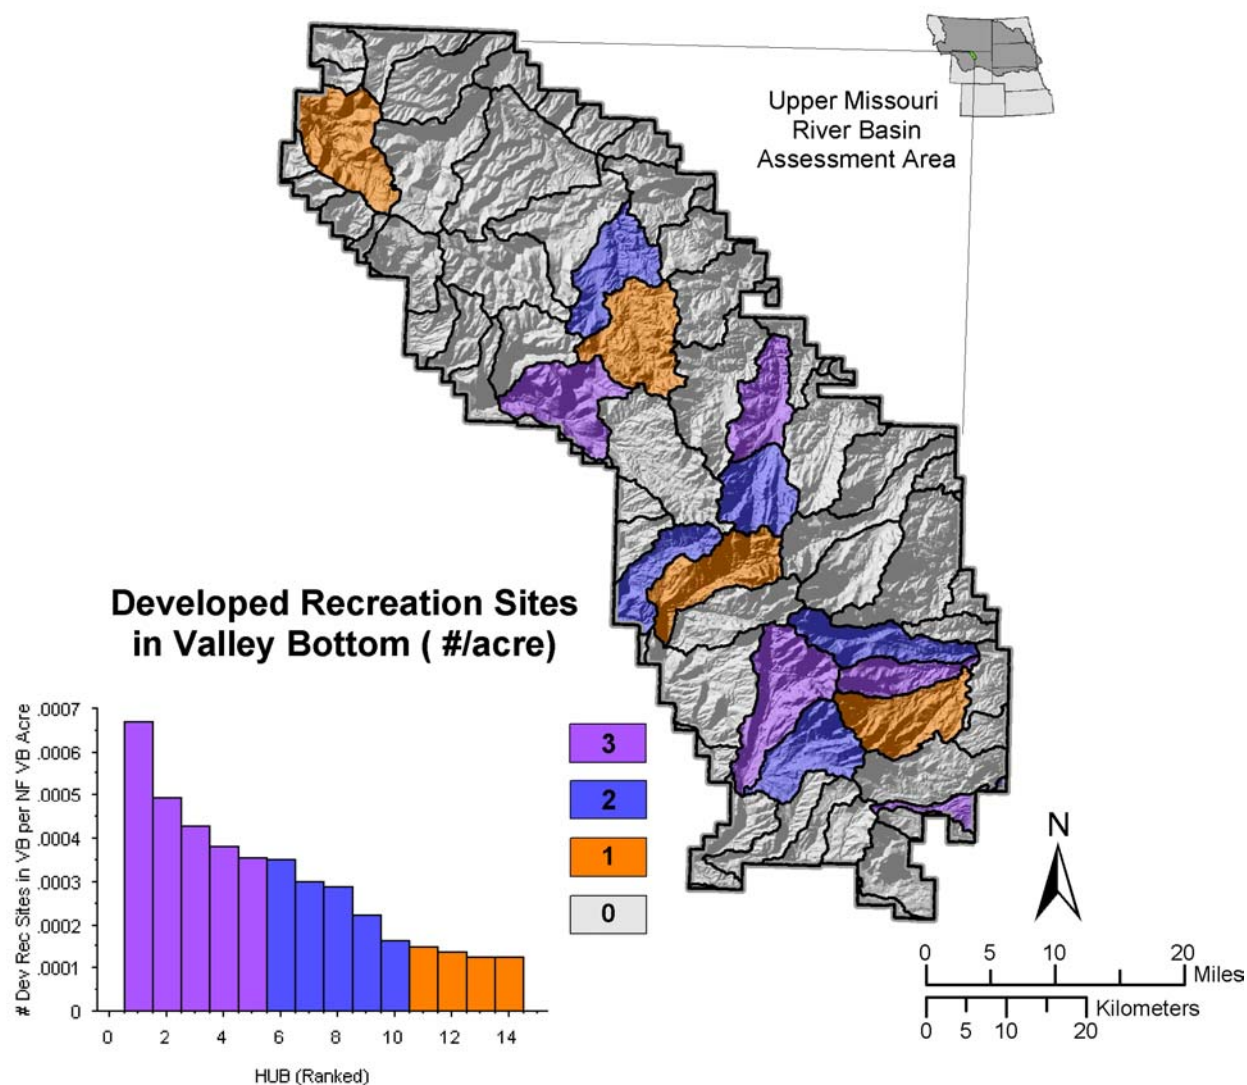 Upper Missouri
River Basin
Assessment Area
Developed Recreation Sites
in Valley Bottom ( #/acre)
# Dev Rec Sites in VB per NF VB Acre
.0007
.0006
.0005
.0004
.0003
.0002
.0001
0
0 2 4 6 8 10 12 14
HUB (Ranked)
3
2
1
0
N
0 5 10 20
Miles
Kilometers
0 5 10 20